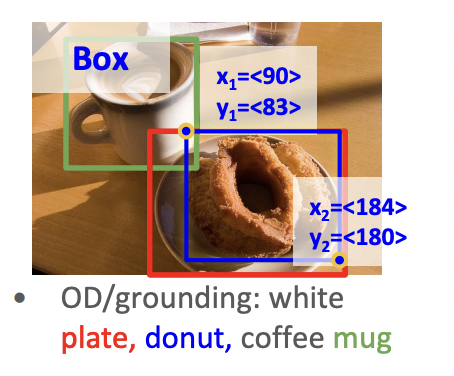 Box
x1=<90>
y1=<83>
x2=<184>
y2=<180>
• OD/grounding: white
plate, donut, coffee mug